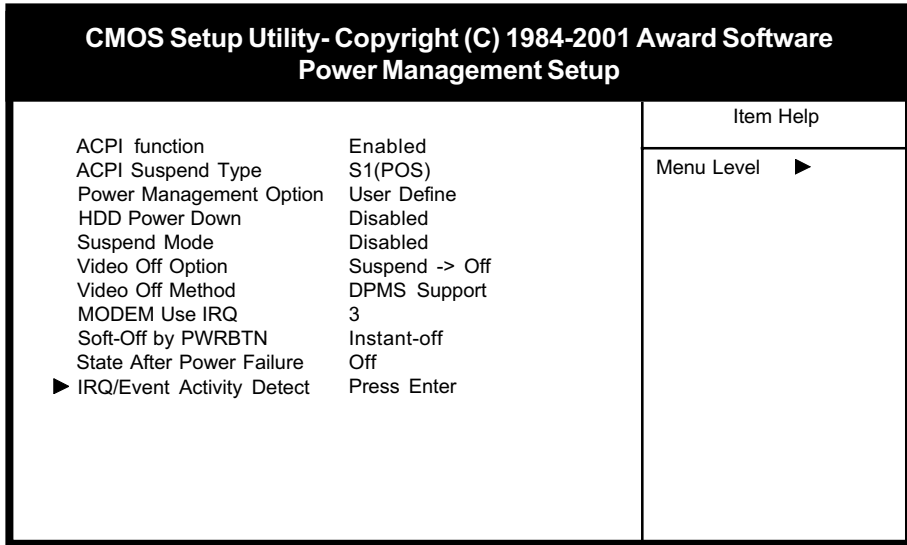 CMOS Setup Utility- Copyright (C) 1984-2001 Award Software
Power Management Setup
ACPI function Enabled
ACPI Suspend Type S1(POS)
Power Management Option User Define
HDD Power Down Disabled
Suspend Mode Disabled
Video Off Option Suspend -> Off
Video Off Method DPMS Support
MODEM Use IRQ 3
Soft-Off by PWRBTN Instant-off
State After Power Failure Off
▶ IRQ/Event Activity Detect Press Enter
Item Help
Menu Level ▶